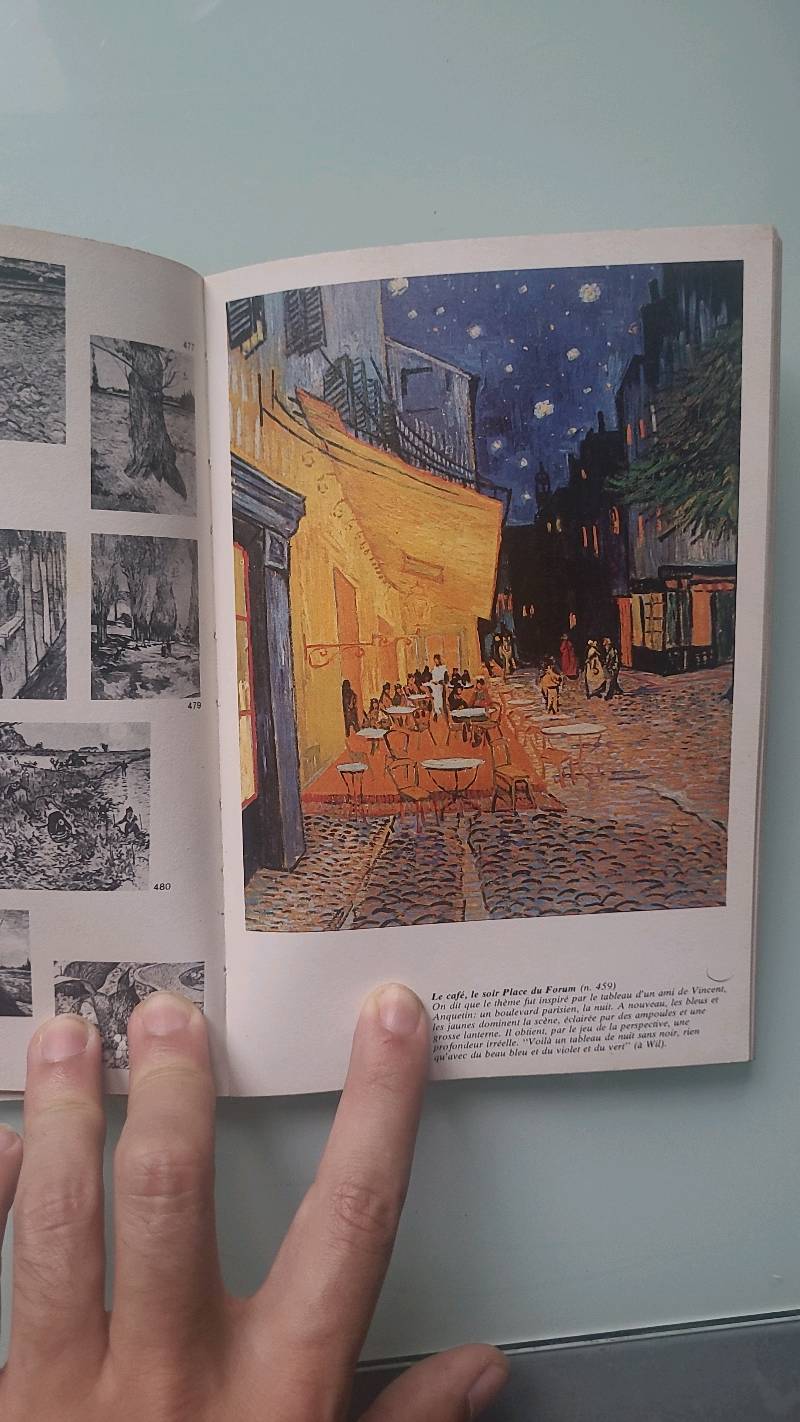 477
479
480
Le café, le soir Place du Forum (n. 459)
On dit que le thème fut inspiré par le tableau d'un ami de Vincent,
Anquetin: un boulevard parisien, la nuit. A nouveau, les bleus et
les jaunes dominent la scène, éclairée par des ampoules et une
grosse lanterne. Il obtient, par le jeu de la perspective, une
profondeur irréelle. "Voilà un tableau de nuit sans noir, rien
qu'avec du beau bleu et du violet et du vert" (à Wil).